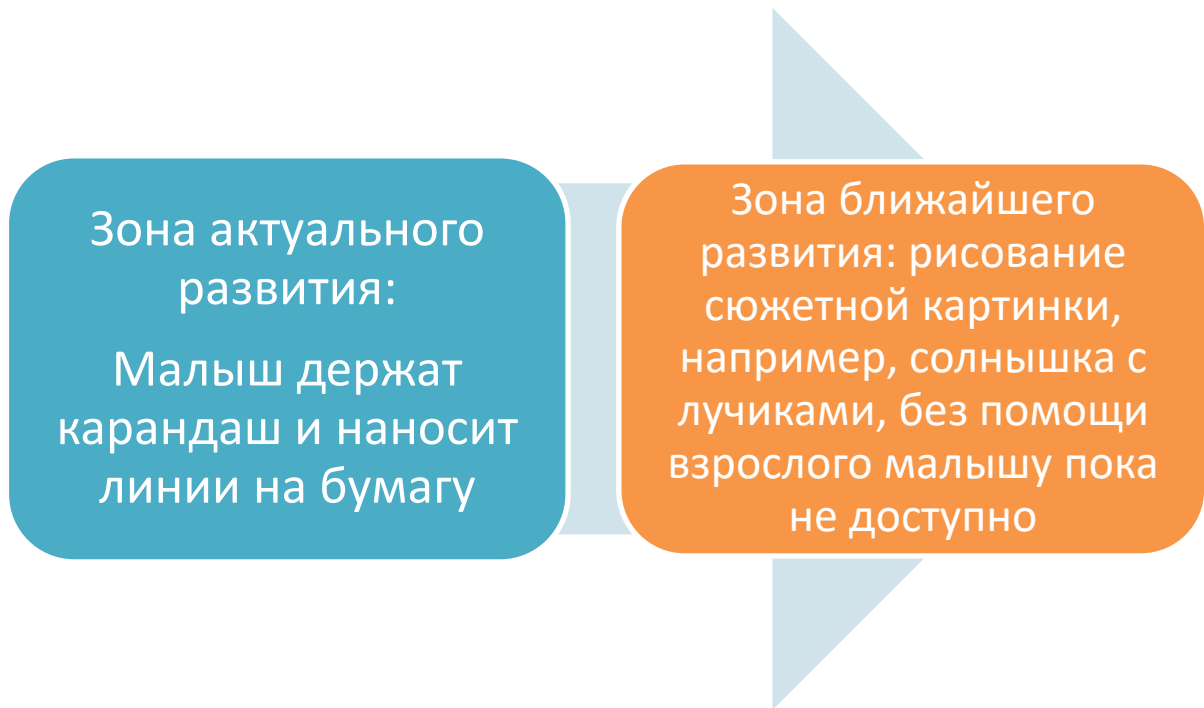 Зона актуального
развития:
Малыш держат
карандаш и наносит
линии на бумагу
Зона ближайшего
развития: рисование
сюжетной картинки,
например, солнышка с
лучиками, без помощи
взрослого малышу пока
не доступно